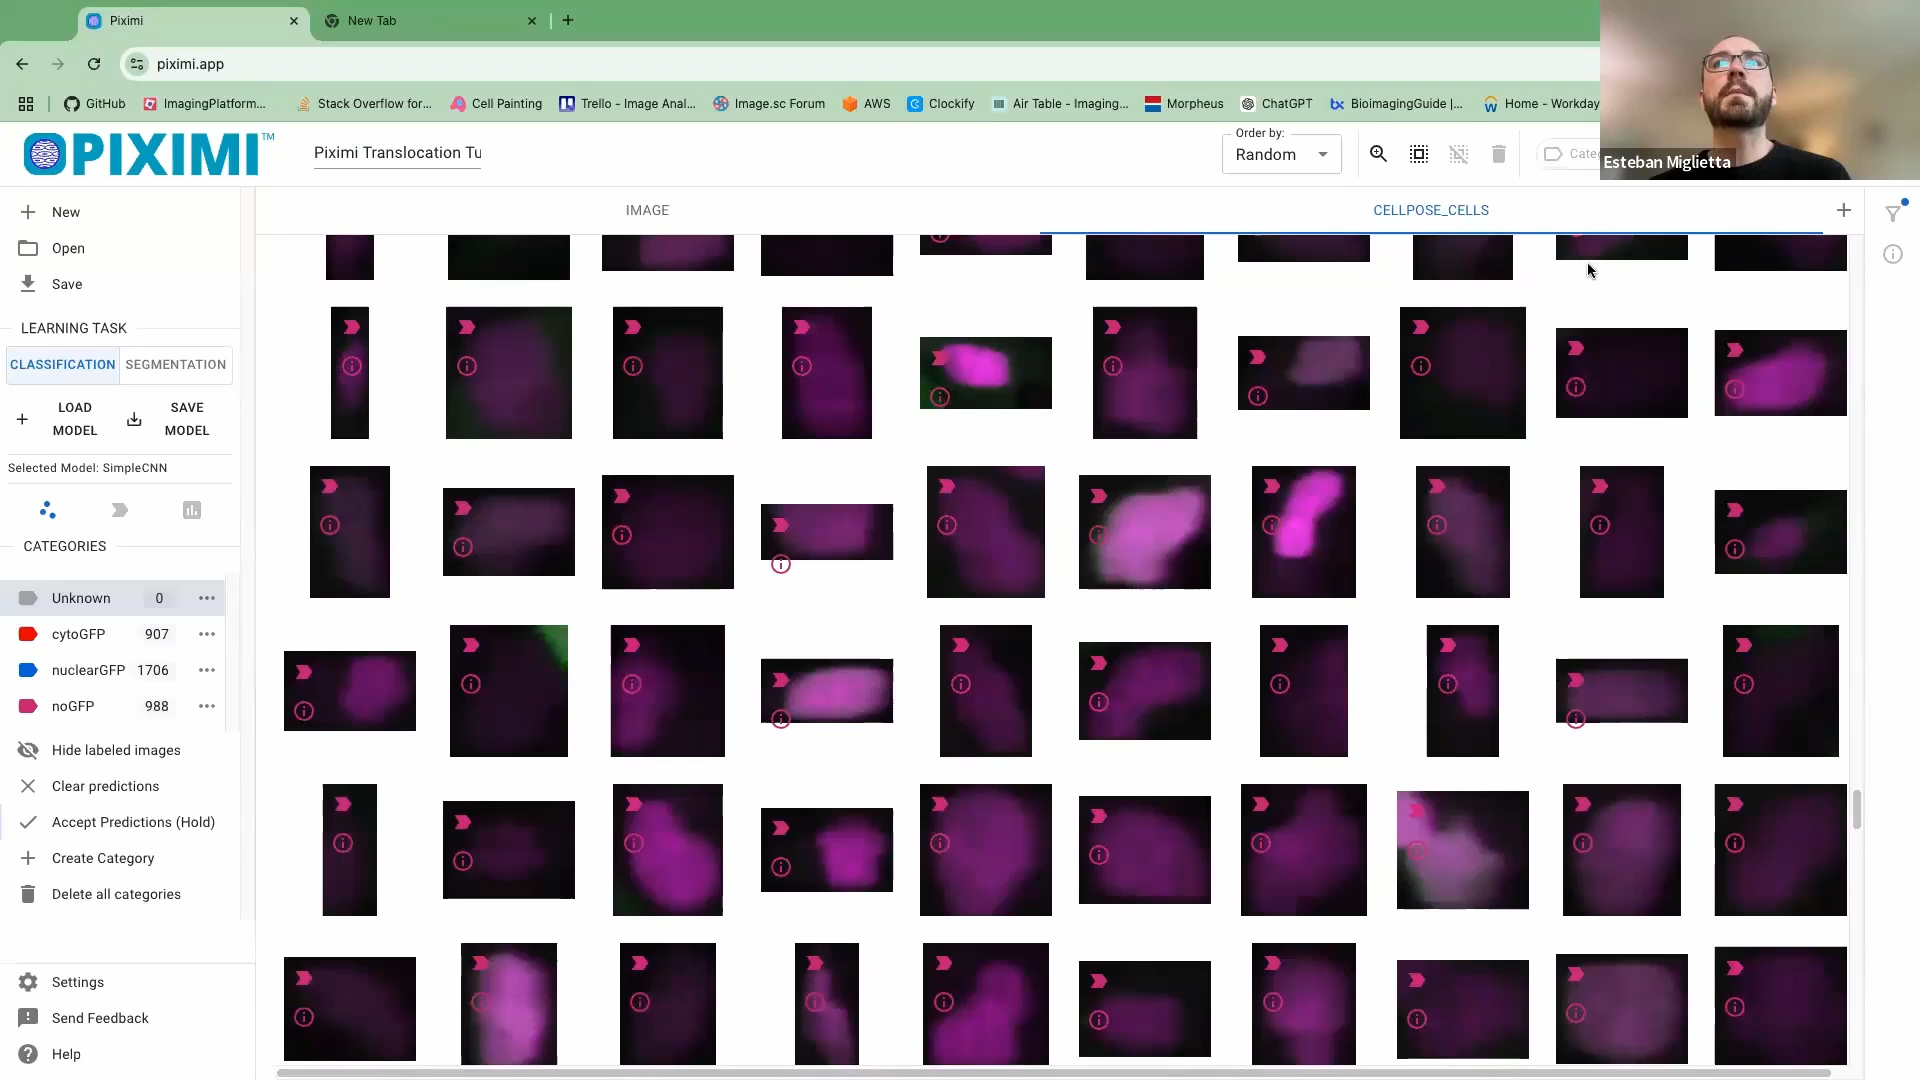 Piximi
New Tab
piximi.app
GitHub
ImagingPlatform...
Stack Overflow for...
Cell Painting
Trello - Image Anal...
Image.sc Forum
AWS
Clockify
Air Table - Imaging...
Morpheus
ChatGPT
BioimagingGuide |...
Home - Workday
PIXIMI™
Piximi Translocation Tu
Order by:
Random
Esteban Miglietta
New
Open
Save
IMAGE
CELLPOSE_CELLS
LEARNING TASK
CLASSIFICATION
SEGMENTATION
LOAD MODEL
SAVE MODEL
Selected Model: SimpleCNN
CATEGORIES
Unknown 0
cytoGFP 907
nuclearGFP 1706
noGFP 988
Hide labeled images
Clear predictions
Accept Predictions (Hold)
Create Category
Delete all categories
Settings
Send Feedback
Help